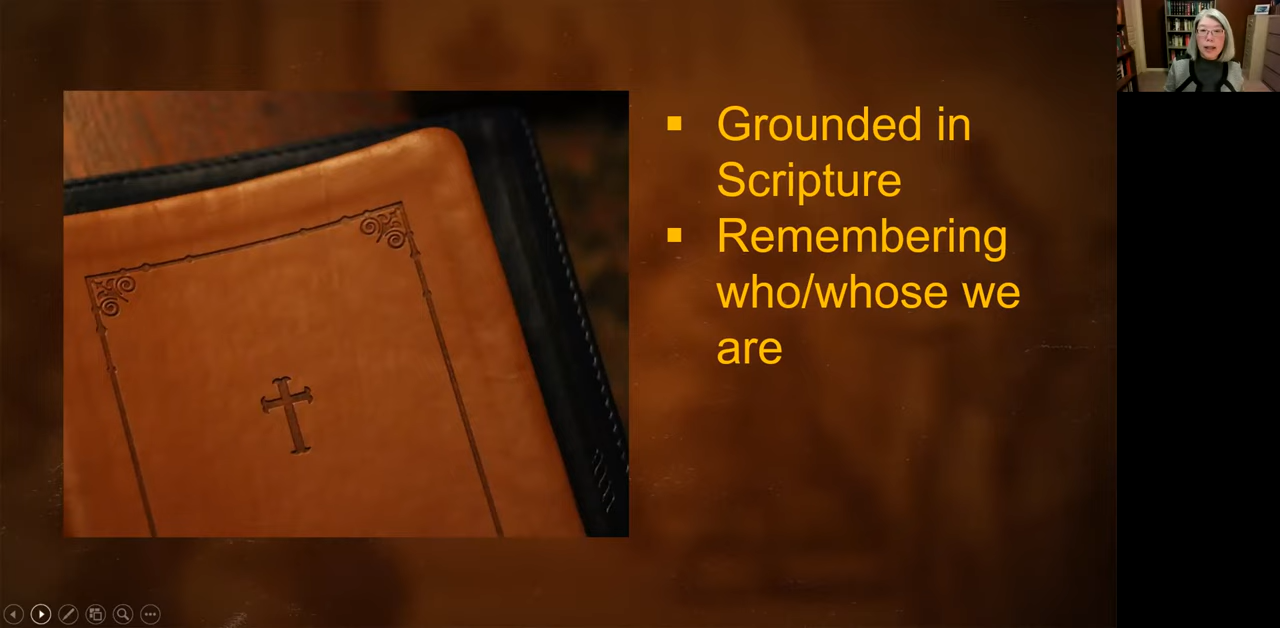 Grounded in
Scripture
Remembering
who/whose we
are